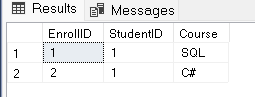 Results Messages
EnrollID StudentID Course
1 1 1 SQL
2 2 1 C#